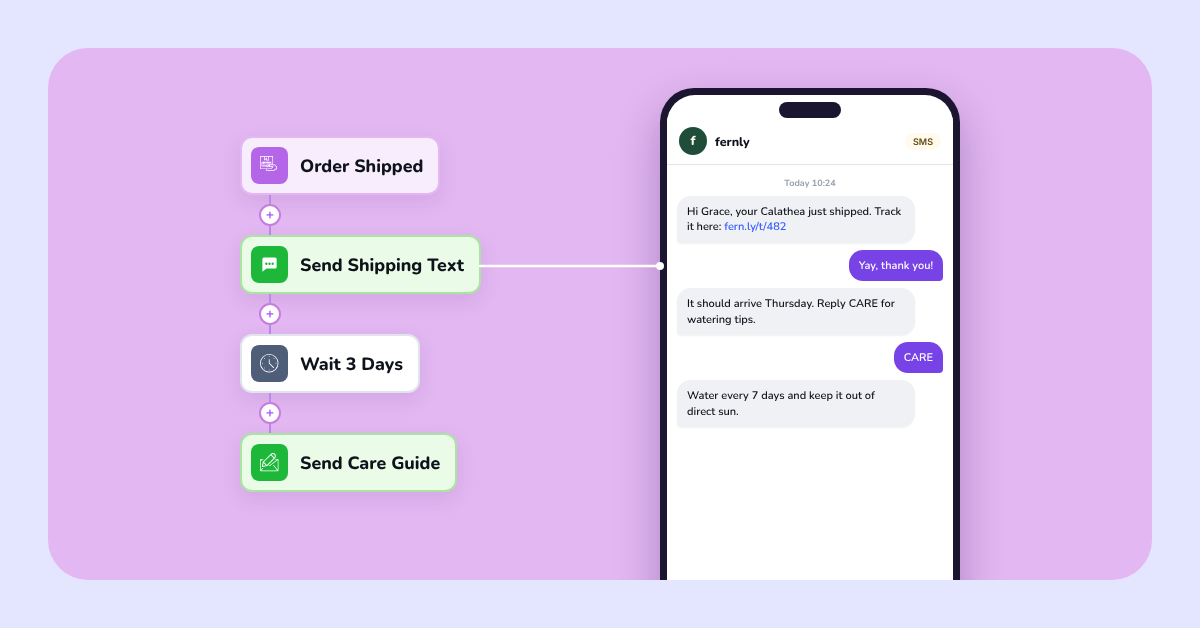 Order Shipped
Send Shipping Text
Wait 3 Days
Send Care Guide
f
fernly
SMS
Today 10:24
Hi Grace, your Calathea just shipped. Track
it here: fern.ly/t/482
Yay, thank you!
It should arrive Thursday. Reply CARE for
watering tips.
CARE
Water every 7 days and keep it out of
direct sun.